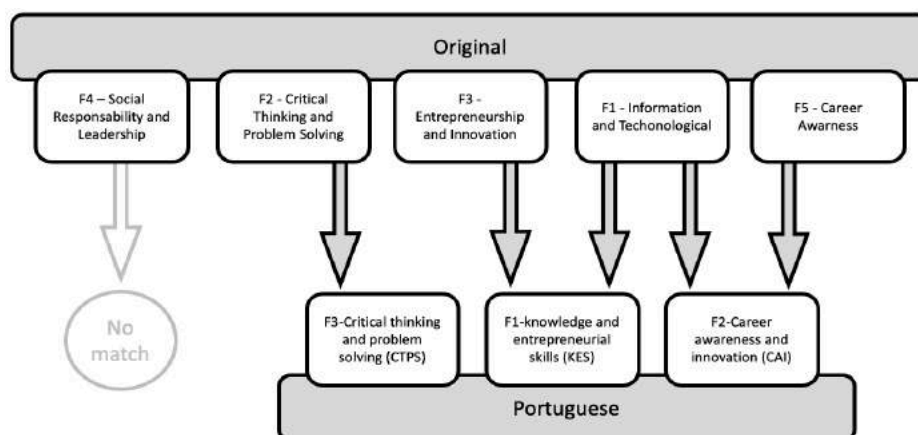 Original
F4 – Social
Responsability and
Leadership
F2 - Critical
Thinking and
Problem Solving
F3 -
Entrepreneurship
and Innovation
F1 - Information
and Techonological
F5 - Career
Awarness
No
match
F3-Critical thinking
and problem
solving (CTPS)
F1-knowledge and
entrepreneurial
skills (KES)
F2-Career
awareness and
innovation (CAI)
Portuguese